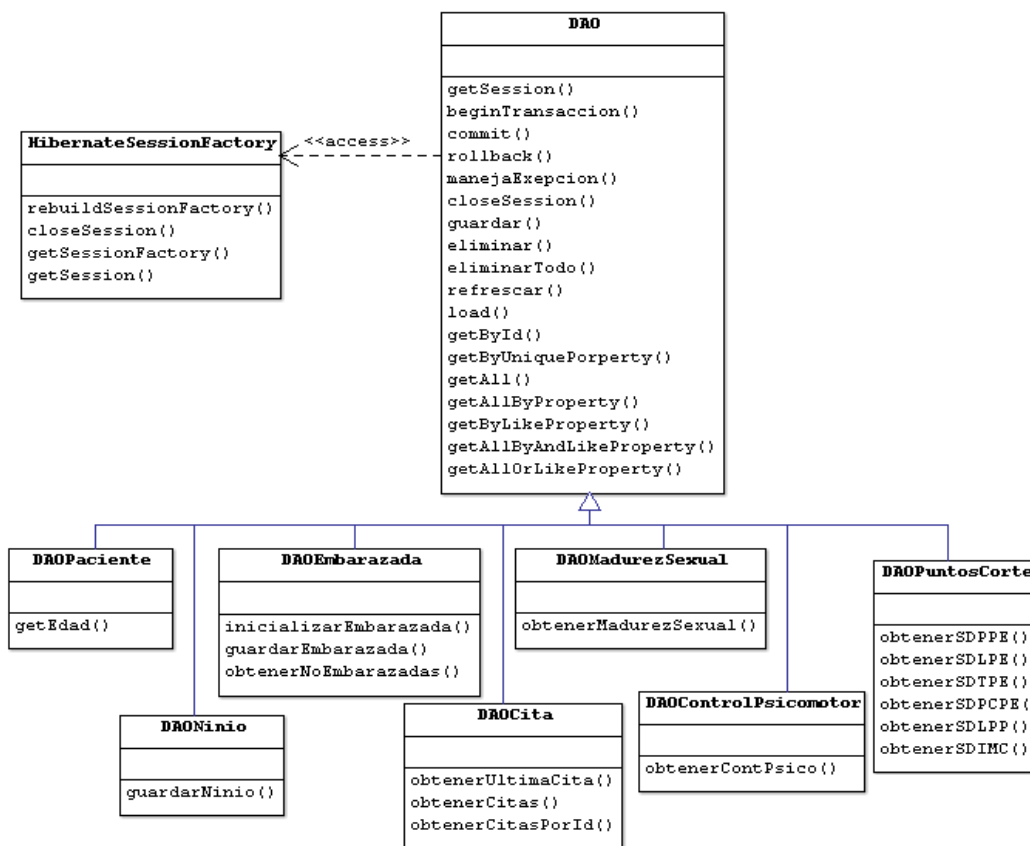 DAO
getSession()
beginTransaccion()
commit()
rollback()
manejaExepcion()
closeSession()
guardar()
eliminar()
eliminarTodo()
refrescar()
load()
getById()
getByUniquePorperty()
getAll()
getAllByProperty()
getByLikeProperty()
getAllByAndLikeProperty()
getAllOrLikeProperty()
<<access>>
HibernateSessionFactory
rebuildSessionFactory()
closeSession()
getSessionFactory()
getSession()
DAOPaciente
getEdad()
DAOEmbarazada
inicializarEmbarazada()
guardarEmbarazada()
obtenerNoEmbarazadas()
DAOMadurezSexual
obtenerMadurezSexual()
DAOPuntosCorte
obtenerSDPPE()
obtenerSDLPE()
obtenerSDTPE()
obtenerSDPCPE(
obtenerSDLPP()
obtenerSDIMC()
DAONinio
guardarNinio()
DAOCita
obtenerUltimaCita()
obtenerCitas()
obtenerCitasPorId()
DAOControlPsicomotor
obtenerContPsico()